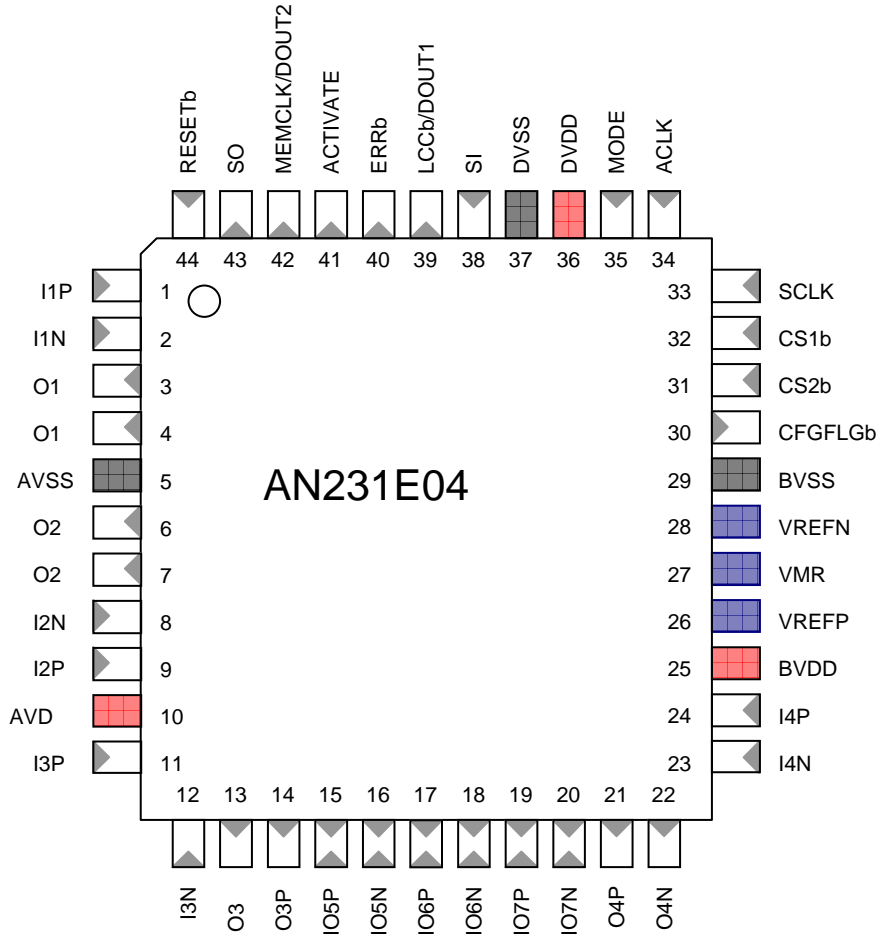 RESETb
SO
MEMCLK/DOUT2
ACTIVATE
ERRb
LCCb/DOUT1
SI
DVSS
DVDD
MODE
ACLK
44 43 42 41 40 39 38 37 36 35 34
I1P 1
I1N 2
O1 3
O1 4
AVSS 5
O2 6
O2 7
I2N 8
I2P 9
AVD 10
I3P 11
AN231E04
33 SCLK
32 CS1b
31 CS2b
30 CFGFLGb
29 BVSS
28 VREFN
27 VMR
26 VREFP
25 BVDD
24 I4P
23 I4N
12 13 14 15 16 17 18 19 20 21 22
I3N
O3
O3P
IO5P
IO5N
IO6P
IO6N
IO7P
IO7N
O4P
O4N